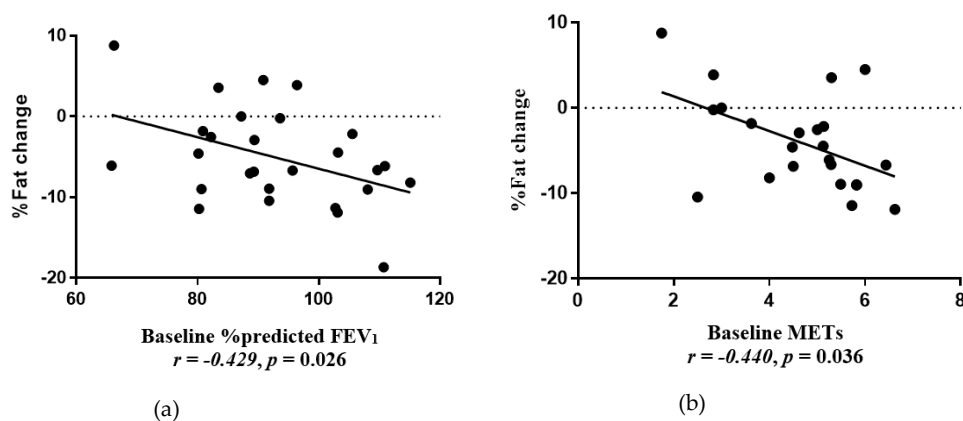 10
0
-10
-20
%Fat change
60 80 100 120
Baseline %predicted FEV₁
r = -0.429, p = 0.026
(a)
10
0
-10
-20
%Fat change
0 2 4 6 8
Baseline METs
r = -0.440, p = 0.036
(b)